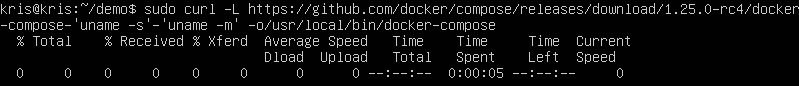 kris@kris:~/demo$ sudo curl -L https://github.com/docker/compose/releases/download/1.25.0-rc4/docker
-compose-'uname -s'-'uname -m' -o/usr/local/bin/docker-compose
% Total % Received % Xferd Average Speed Time Time Time Current
Dload Upload Total Spent Left Speed
0 0 0 0 0 0 0 0 --:--:-- 0:00:05 --:--:-- 0